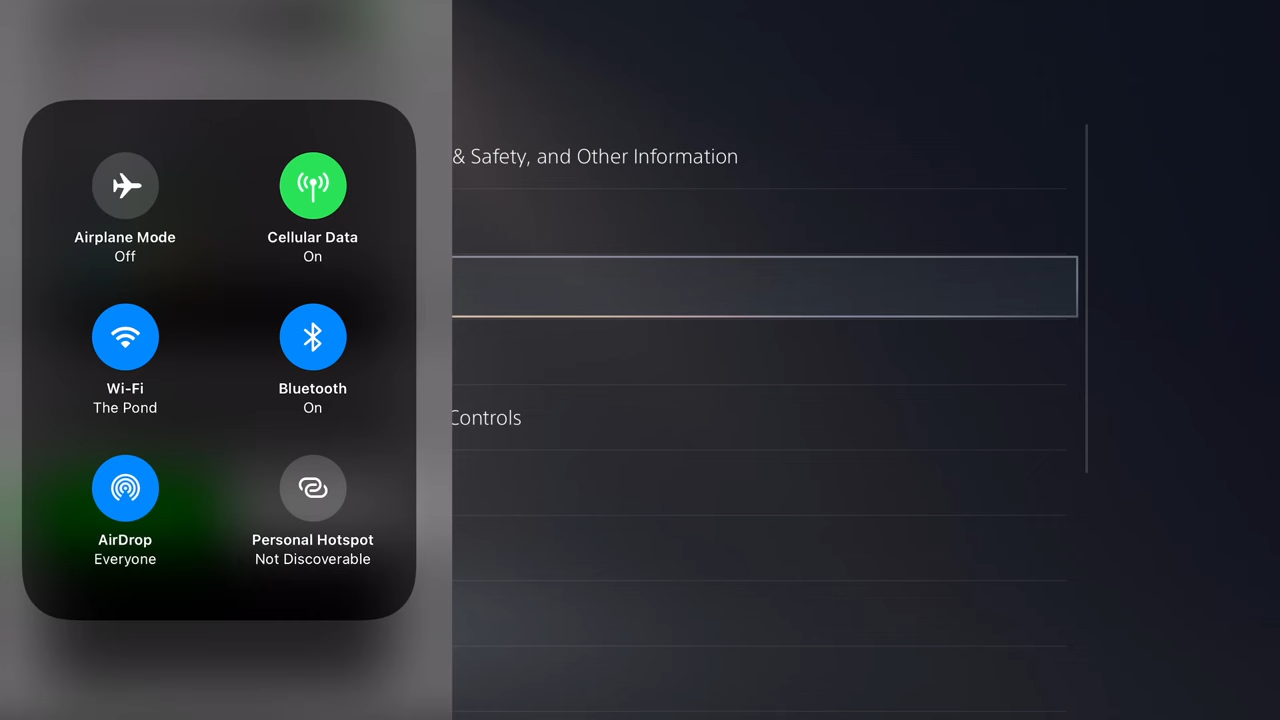 Airplane Mode
Off
Cellular Data
On
Wi-Fi
The Pond
Bluetooth
On
AirDrop
Everyone
Personal Hotspot
Not Discoverable
& Safety, and Other Information
Controls